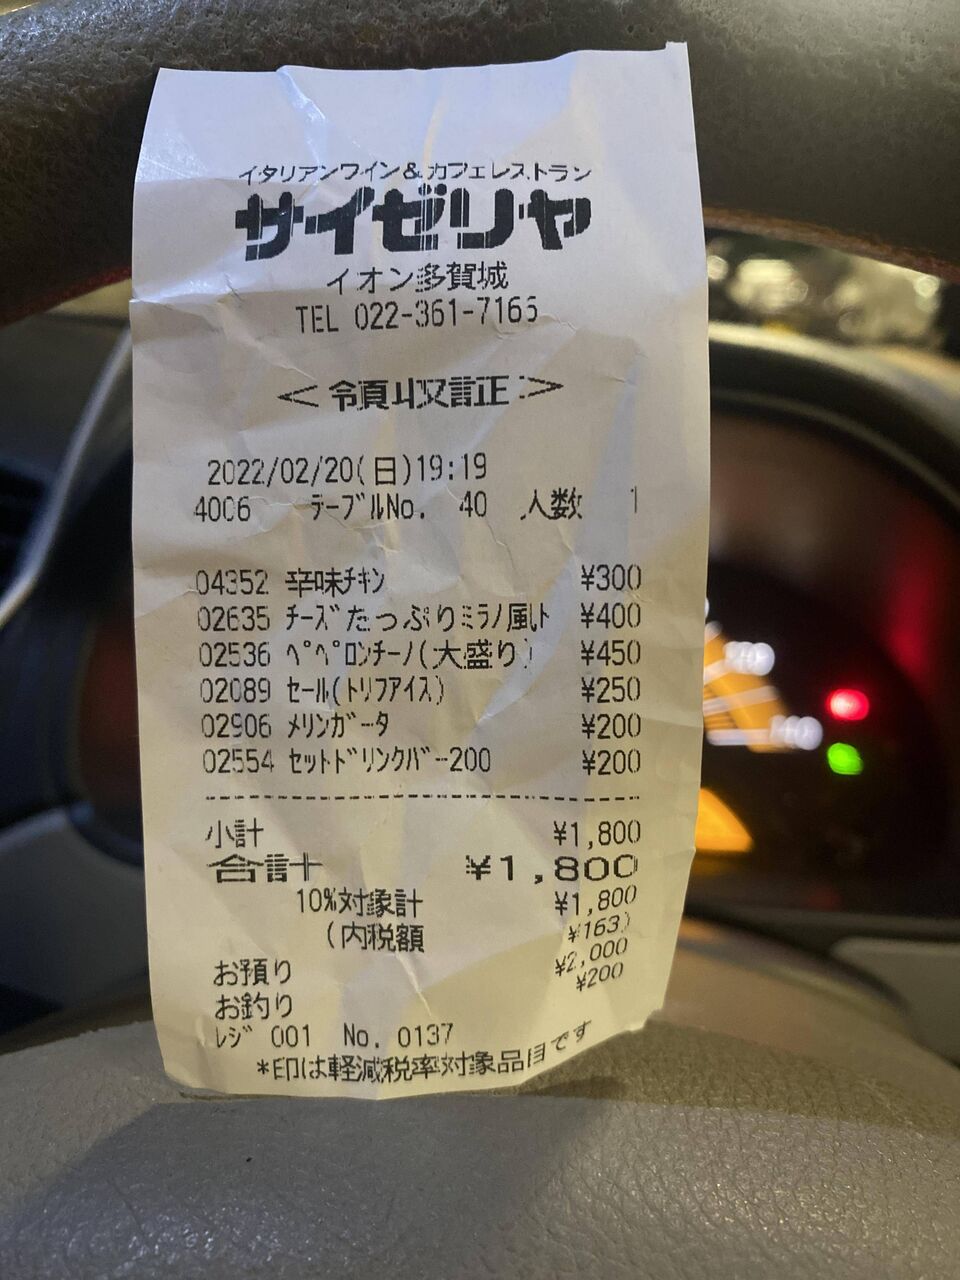 イタリアンワイン&カフェレストラン
サイゼリヤ
イオン多賀城
TEL 022-361-7165
<領収証>
2022/02/20(日)19:19
4006 テーブルNo. 40 人数 1
04352 辛味チキン ¥300
02635 チーズたっぷりミラノ風ト ¥400
02536 ペペロンチーノ(大盛り) ¥450
02089 セール(トリフアイス) ¥250
02906 メリンガータ ¥200
02554 セットドリンクバー200 ¥200
小計 ¥1,800
合計 ¥1,800
10%対象計 ¥1,800
(内税額 ¥163)
お預り ¥2,000
お釣り ¥200
レジ 001 No. 0137
*印は軽減税率対象品目です